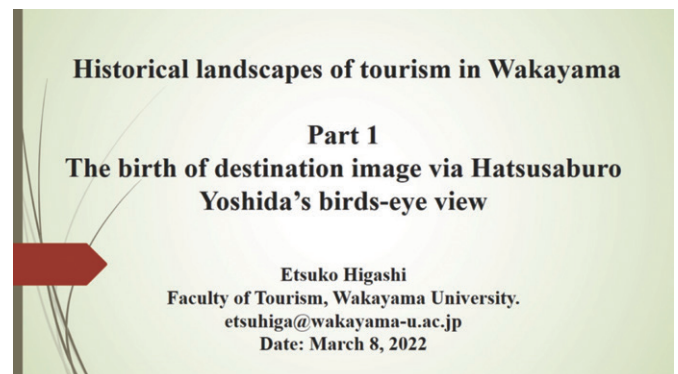 Historical landscapes of tourism in Wakayama
Part 1
The birth of destination image via Hatsusaburo
Yoshida's birds-eye view
Etsuko Higashi
Faculty of Tourism, Wakayama University.
etsuhiga@wakayama-u.ac.jp
Date: March 8, 2022